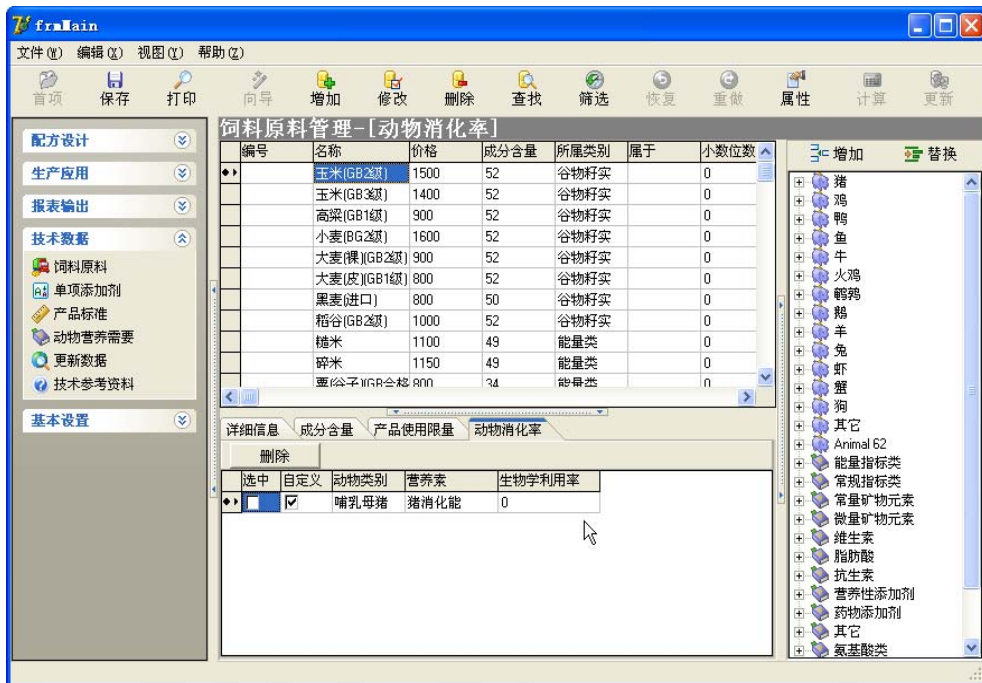 frmMain
文件(W) 编辑(X) 视图(Y) 帮助(Z)
首项 保存 打印 向导 增加 修改 删除 查找 筛选 恢复 重做 属性 计算 更新
配方设计
生产应用
报表输出
技术数据
饲料原料
单项添加剂
产品标准
动物营养需要
更新数据
技术参考资料
基本设置
饲料原料管理-[动物消化率]
编号 名称 价格 成分含量 所属类别 属于 小数位数
玉米(GB2级) 1500 52 谷物籽实 0
玉米(GB3级) 1400 52 谷物籽实 0
高粱(GB1级) 900 52 谷物籽实 0
小麦(BG2级) 1600 52 谷物籽实 0
大麦(裸)(GB2级) 900 52 谷物籽实 0
大麦(皮)(GB1级) 800 52 谷物籽实 0
黑麦(进口) 800 50 谷物籽实 0
稻谷(GB2级) 1000 52 谷物籽实 0
糙米 1100 49 能量类 0
碎米 1150 49 能量类 0
粟(谷子)(GB合格 800 34 能量类 0
详细信息 成分含量 产品使用限量 动物消化率
删除
选中 自定义 动物类别 营养素 生物学利用率
哺乳母猪 猪消化能 0
增加 替换
猪
鸡
鸭
鱼
牛
火鸡
鹌鹑
鹅
羊
兔
虾
蟹
狗
其它
Animal 62
能量指标类
常规指标类
常量矿物元素
微量矿物元素
维生素
脂肪酸
抗生素
营养性添加剂
药物添加剂
其它
氨基酸类